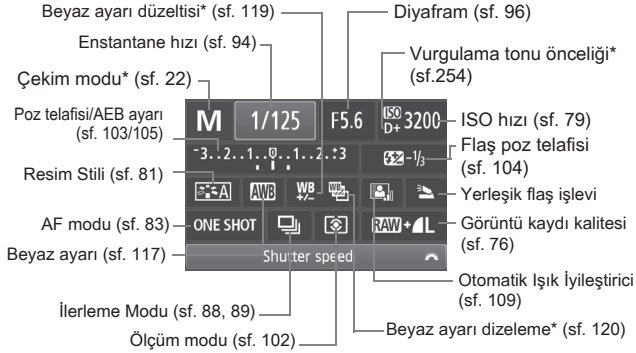 Beyaz ayarı düzeltisi* (sf. 119)
Diyafram (sf. 96)
Enstantane hızı (sf. 94)
Vurgulama tonu önceliği*
(sf.254)
Çekim modu* (sf. 22)
M 1/125 F5.6 ISO D+ 3200
ISO hızı (sf. 79)
Poz telafisi/AEB ayarı
(sf. 103/105)
-3..2..1..0..1..2.:3
-1/3
Flaş poz telafisi
(sf. 104)
Resim Stili (sf. 81)
A AWB WB +/-
WB
Yerleşik flaş işlevi
AF modu (sf. 83)
ONE SHOT RAW+L
Görüntü kaydı kalitesi
(sf. 76)
Beyaz ayarı (sf. 117)
Shutter speed
Otomatik Işık İyileştirici
(sf. 109)
İlerleme Modu (sf. 88, 89)
Beyaz ayarı dizeleme* (sf. 120)
Ölçüm modu (sf. 102)